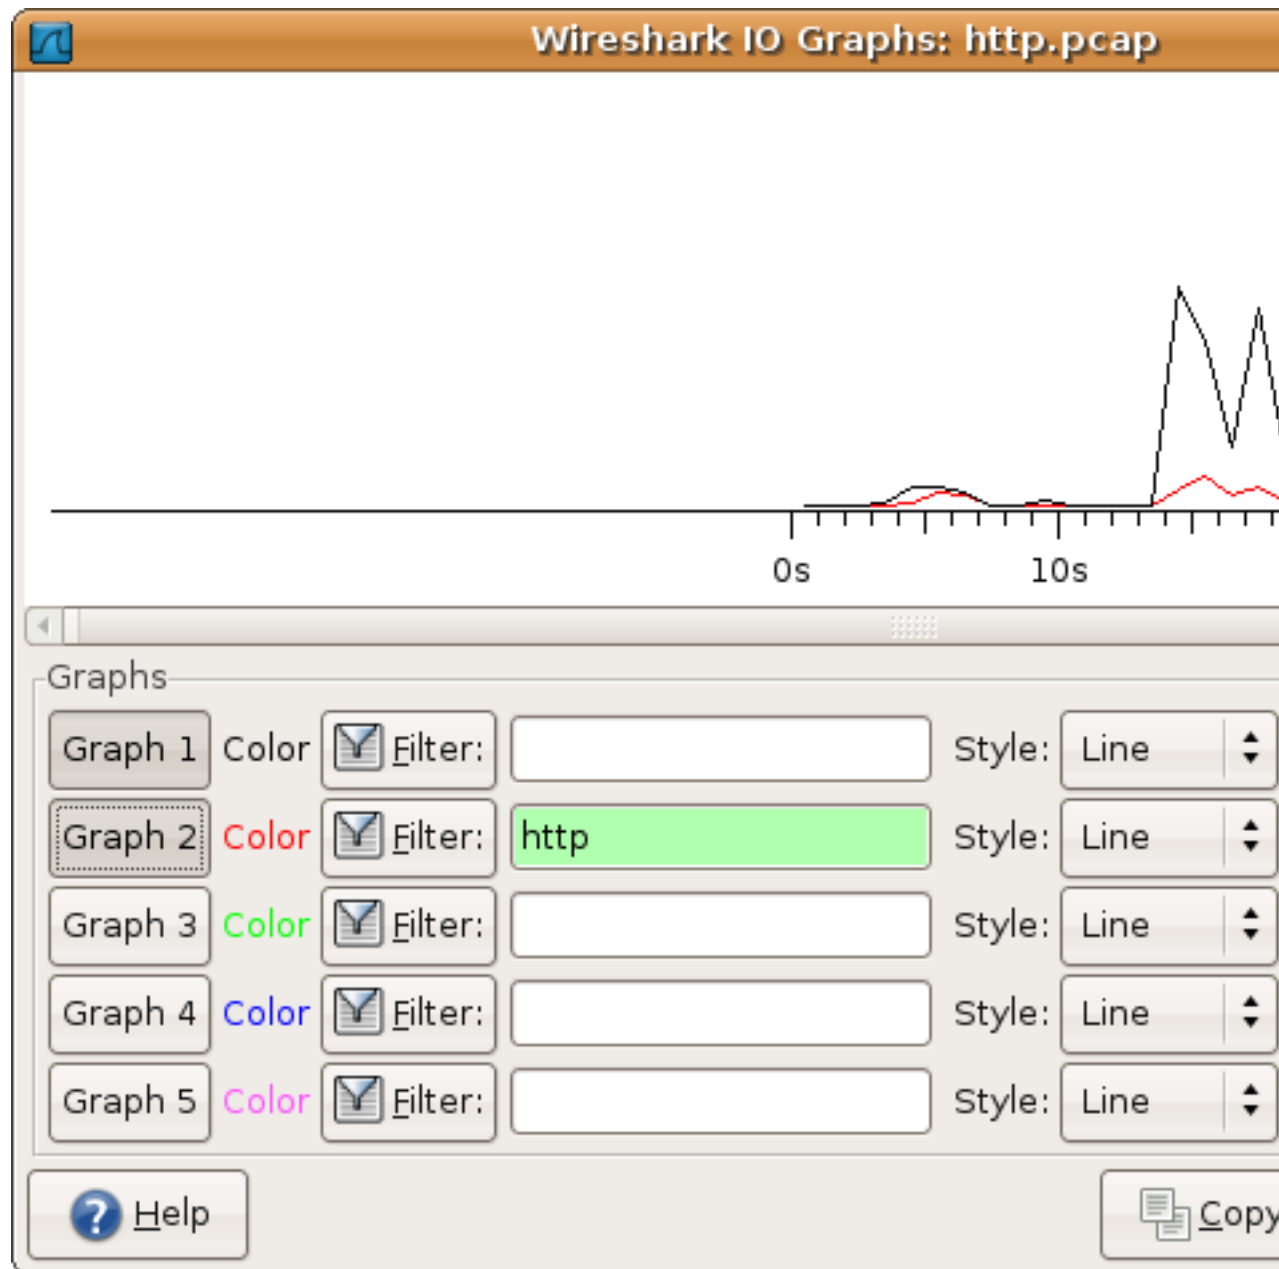 Wireshark IO Graphs: http.pcap
0s 10s
Graphs
Graph 1 Color Filter: Style: Line
Graph 2 Color Filter: http Style: Line
Graph 3 Color Filter: Style: Line
Graph 4 Color Filter: Style: Line
Graph 5 Color Filter: Style: Line
Help Copy